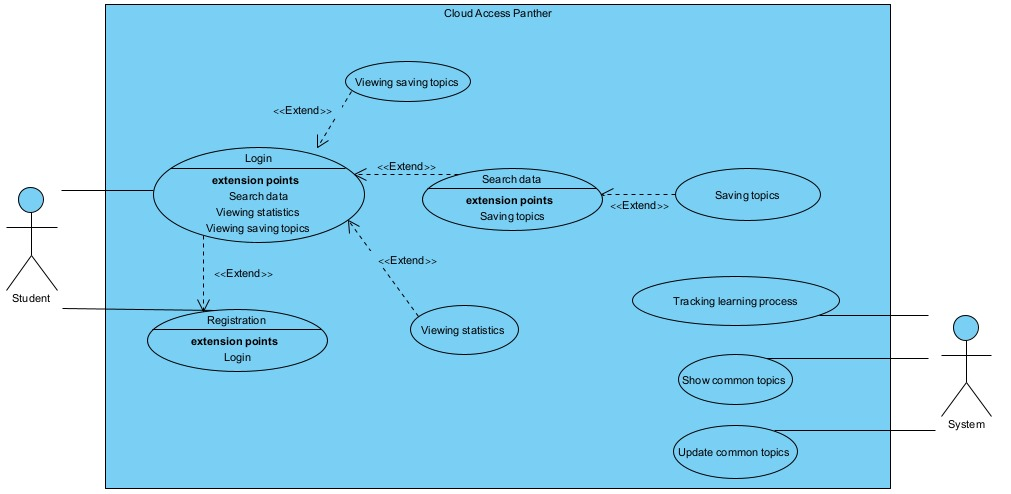 Cloud Access Panther
Viewing saving topics
<<Extend>>
Login
extension points
Search data
Viewing statistics
Viewing saving topics
<<Extend>>
Search data
extension points
Saving topics
<<Extend>>
Saving topics
Student
<<Extend>>
<<Extend>>
Registration
extension points
Login
Viewing statistics
Tracking learning process
Show common topics
Update common topics
System